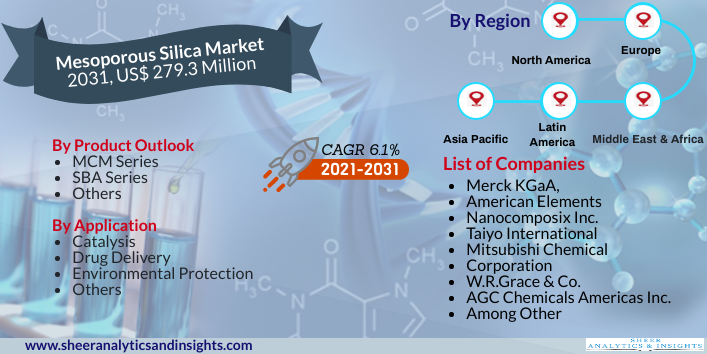 Mesoporous Silica Market
2031, US$ 279.3 Million
By Product Outlook
• MCM Series
• SBA Series
• Others
By Application
• Catalysis
• Drug Delivery
• Environmental Protection
• Others
CAGR 6.1%
2021-2031
By Region
North America
Europe
Asia Pacific
Latin
America
Middle East & Africa
List of Companies
• Merck KGaA,
• American Elements
• Nanocomposix Inc.
• Taiyo International
• Mitsubishi Chemical
• Corporation
• W.R.Grace & Co.
• AGC Chemicals Americas Inc.
• Among Other
CH₃
H₃C
N
N
N
CH₃
www.sheeranalyticsandinsights.com
SHEER
ANALYTICS & INSIGHTS